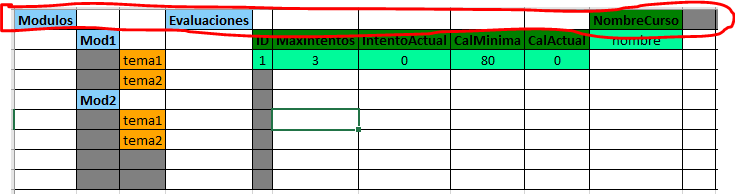 Modulos Evaluaciones NombreCurso
Mod1 ID MaxIntentos IntentoActual CalMinima CalActual nombre
tema1 1 3 0 80 0
tema2
Mod2
tema1
tema2